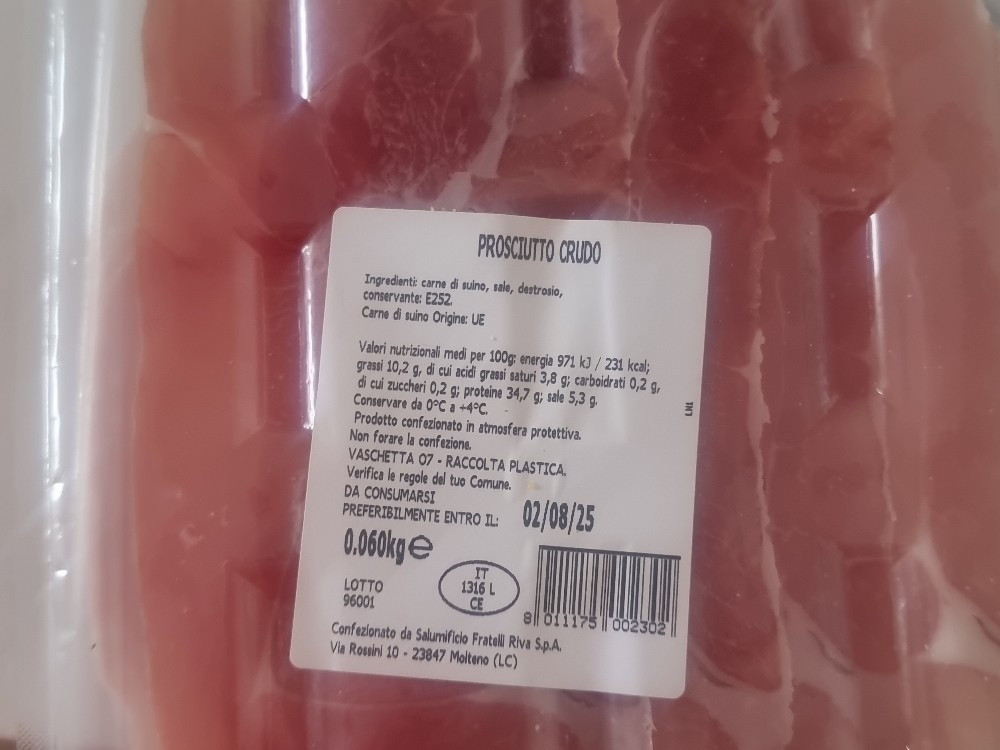 PROSCIUTTO CRUDO
Ingredienti: carne di suino, sale, destrosio,
conservante: E252.
Carne di suino Origine: UE
Valori nutrizionali medi per 100g: energia 971 kJ / 231 kcal;
grassi 10,2 g, di cui acidi grassi saturi 3,8 g; carboidrati 0,2 g,
di cui zuccheri 0,2 g; proteine 34,7 g; sale 5,3 g.
Conservare da 0°C a +4°C.
Prodotto confezionato in atmosfera protettiva.
Non forare la confezione.
VASCHETTA 07 - RACCOLTA PLASTICA.
Verifica le regole del tuo Comune.
DA CONSUMARSI
PREFERIBILMENTE ENTRO IL: 02/08/25
0.060kg e
LOTTO
96001
IT
1316 L
CE
8 011175 002302
Confezionato da Salumificio Fratelli Riva S.p.A.
Via Rossini 10 - 23847 Molteno (LC)